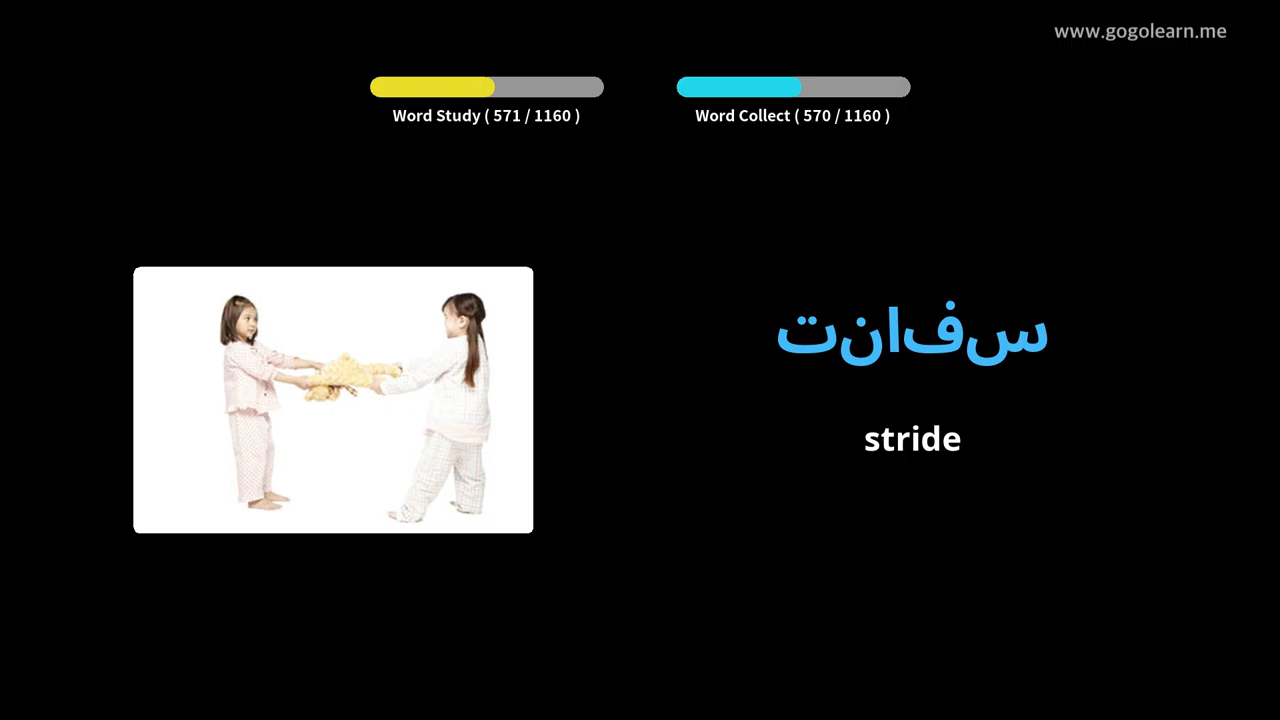 www.gogolearn.me
Word Study ( 571 / 1160 )
Word Collect ( 570 / 1160 )
سفانت
stride